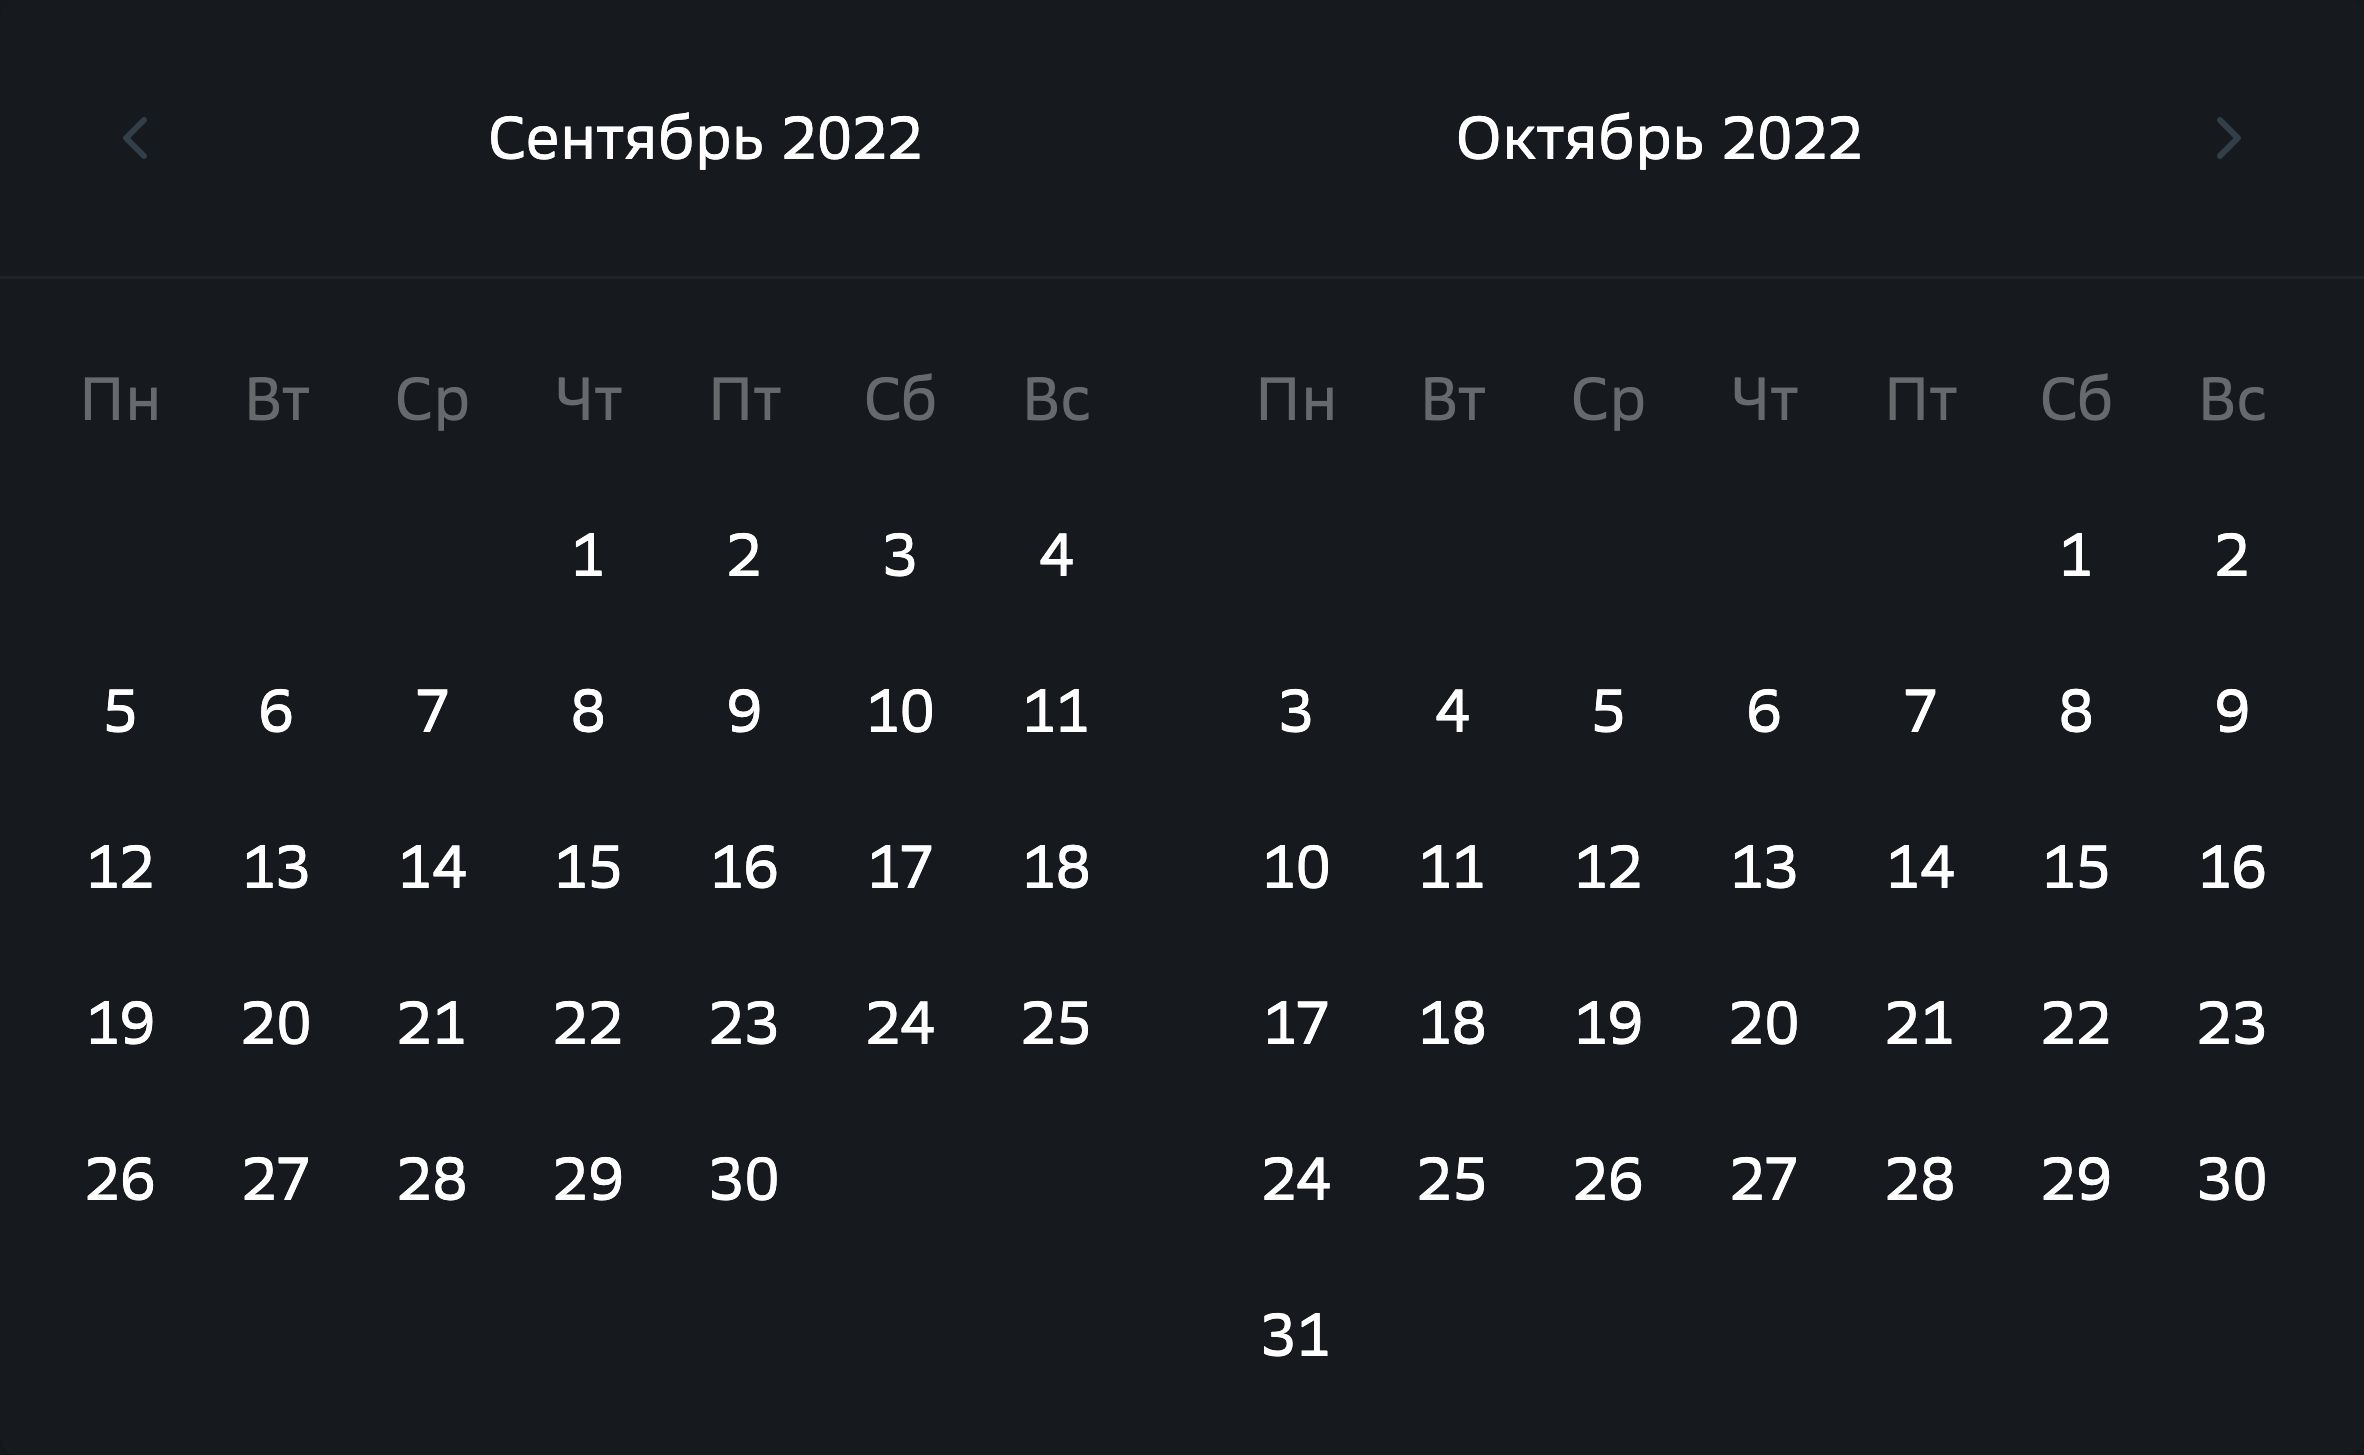 Сентябрь 2022
Пн Вт Ср Чт Пт Сб Вс
1 2 3 4
5 6 7 8 9 10 11
12 13 14 15 16 17 18
19 20 21 22 23 24 25
26 27 28 29 30
Октябрь 2022
Пн Вт Ср Чт Пт Сб Вс
1 2
3 4 5 6 7 8 9
10 11 12 13 14 15 16
17 18 19 20 21 22 23
24 25 26 27 28 29 30
31